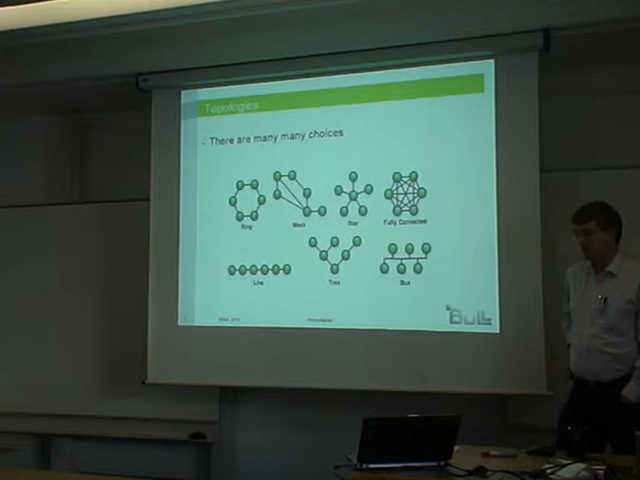 Topologies
- There are many many choices
Ring
Mesh
Star
Fully Connected
Line
Tree
Bus
Bull